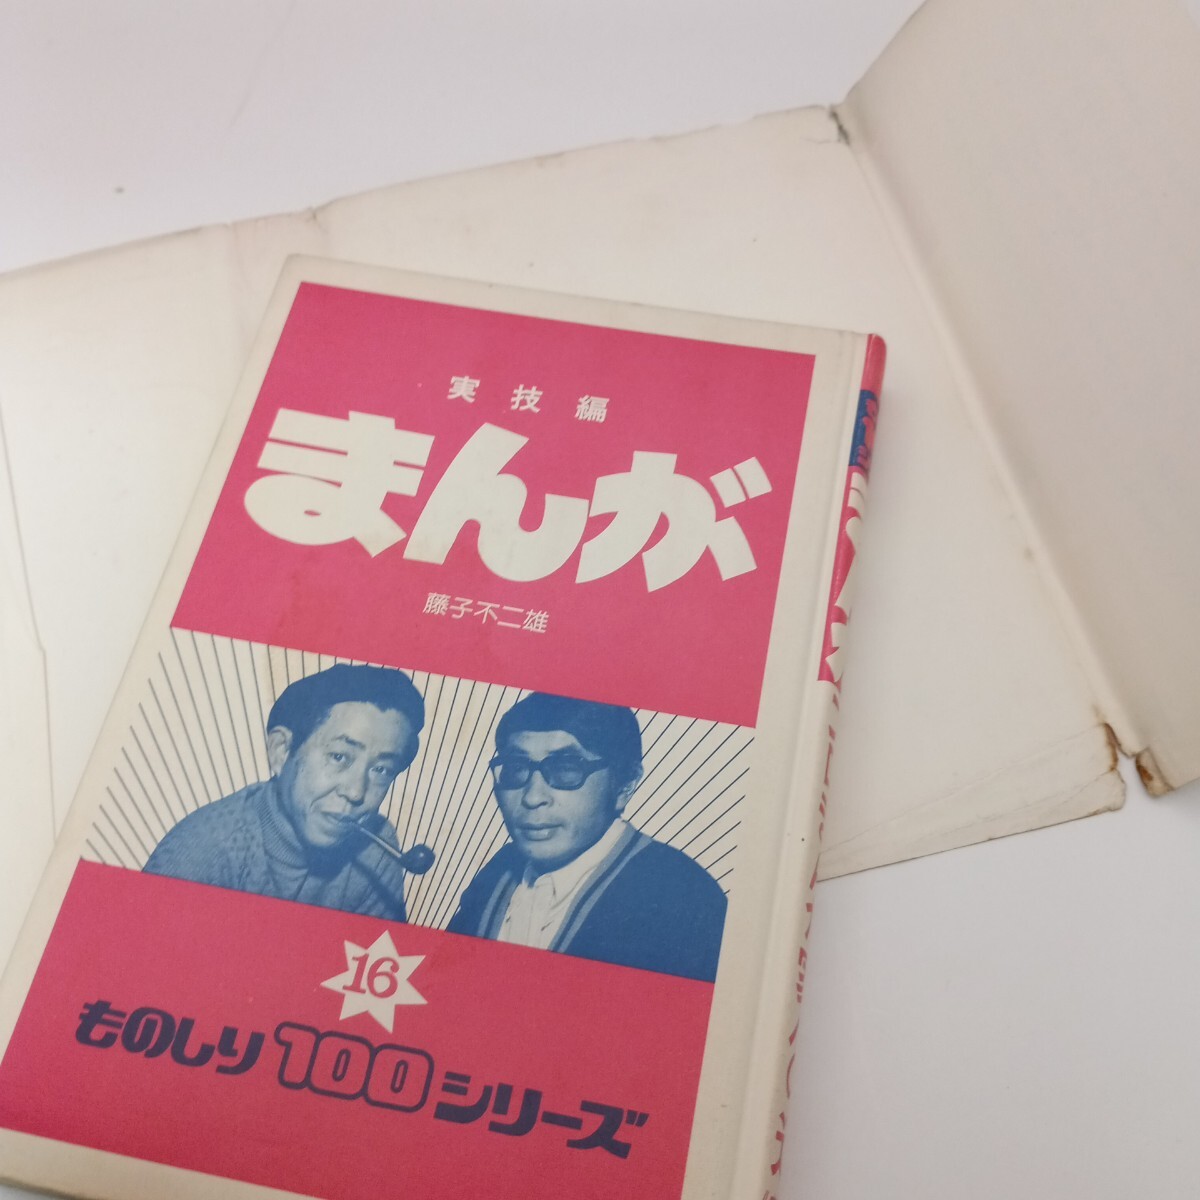 実技編
まんが
藤子不二雄
16
ものしり100シリーズ